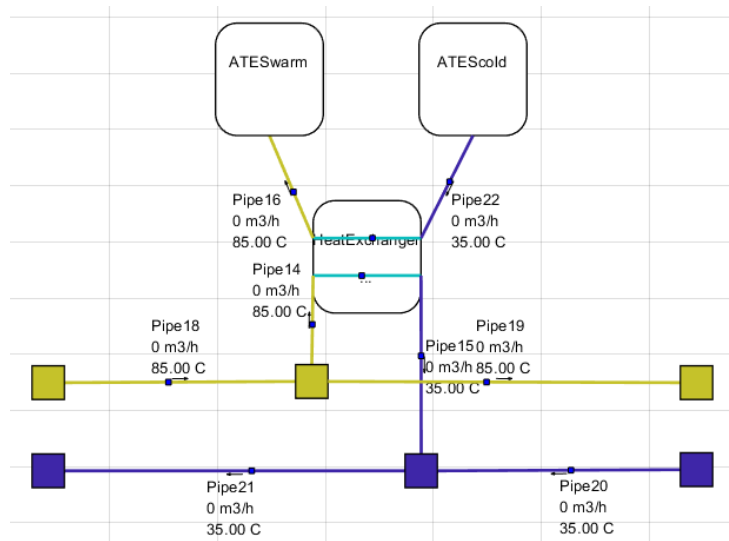 ATESwarm
ATEScold
Pipe16
0 m3/h
85.00 C
Pipe22
0 m3/h
35.00 C
HeatExchanger
...
Pipe14
0 m3/h
85.00 C
Pipe18
0 m3/h
85.00 C
Pipe15
0 m3/h
35.00 C
Pipe19
0 m3/h
85.00 C
Pipe21
0 m3/h
35.00 C
Pipe20
0 m3/h
35.00 C